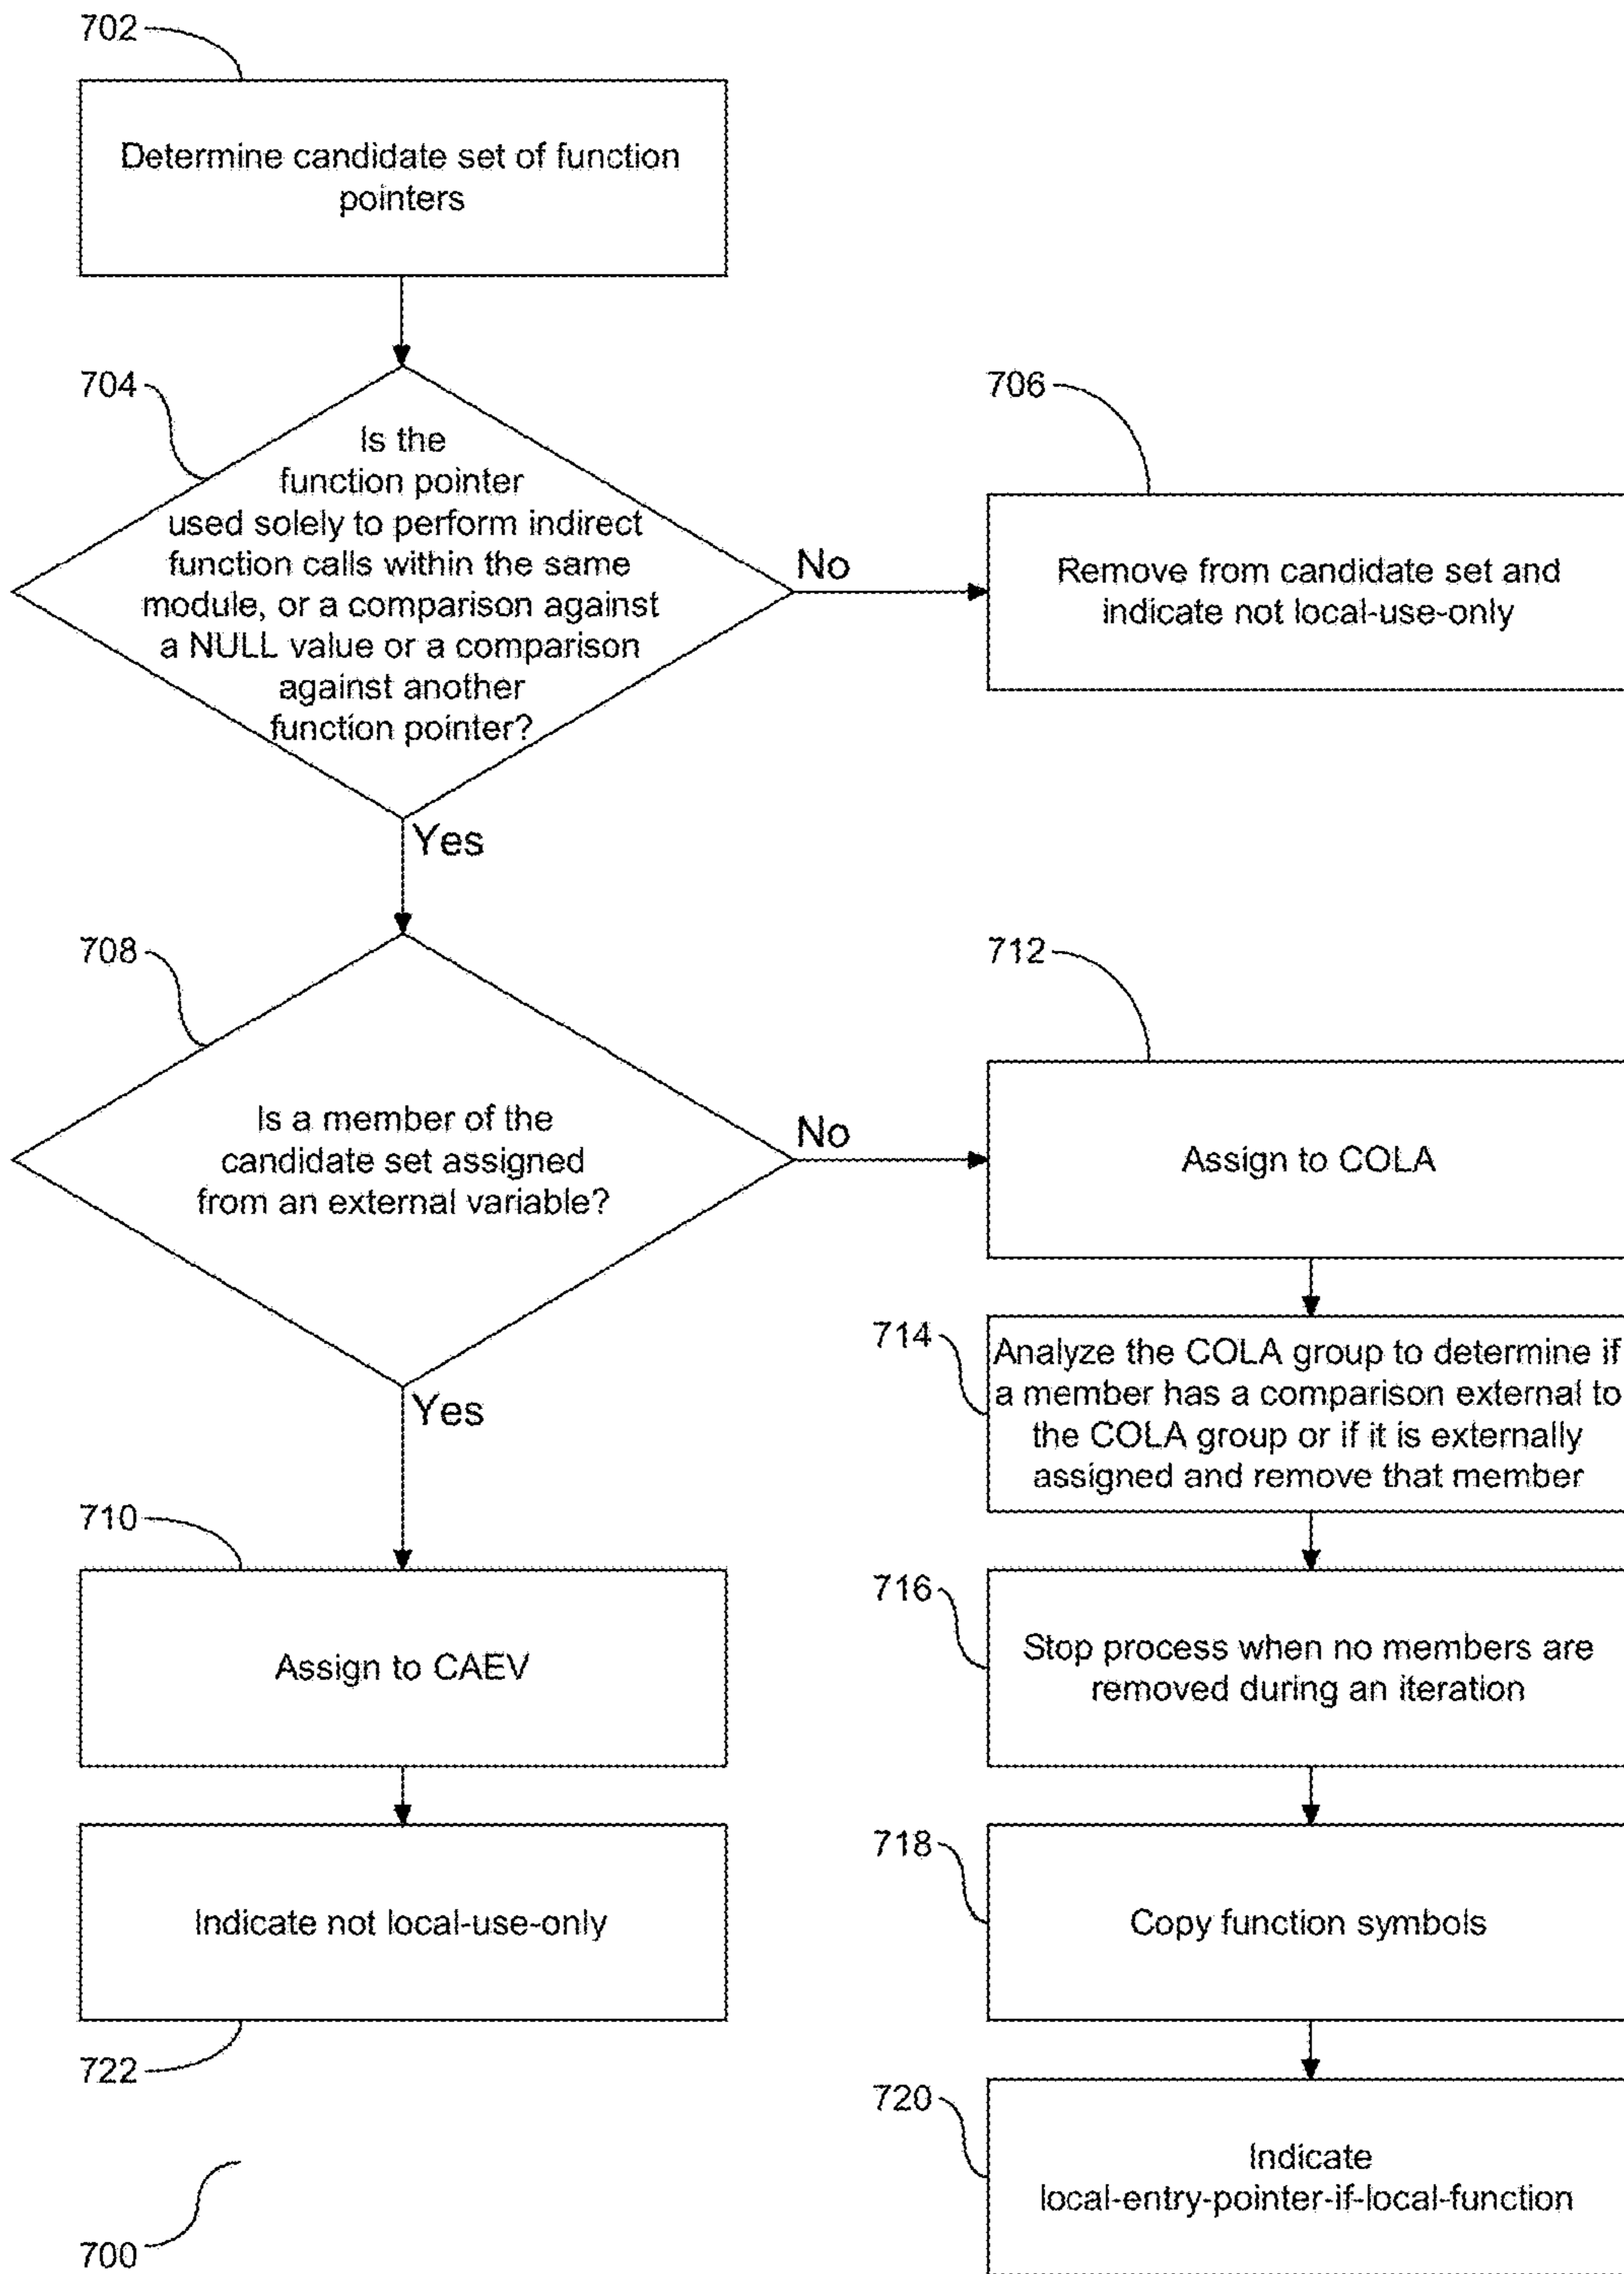 702
Determine candidate set of function
pointers
704
Is the
function pointer
used solely to perform indirect
function calls within the same
module, or a comparison against
a NULL value or a comparison
against another
function pointer?
No
706
Remove from candidate set and
indicate not local-use-only
Yes
708
Is a member of the
candidate set assigned
from an external variable?
No
712
Assign to COLA
714
Analyze the COLA group to determine if
a member has a comparison external to
the COLA group or if it is externally
assigned and remove that member
Yes
710
Assign to CAEV
716
Stop process when no members are
removed during an iteration
Indicate not local-use-only
722
718
Copy function symbols
720
Indicate
local-entry-pointer-if-local-function
700